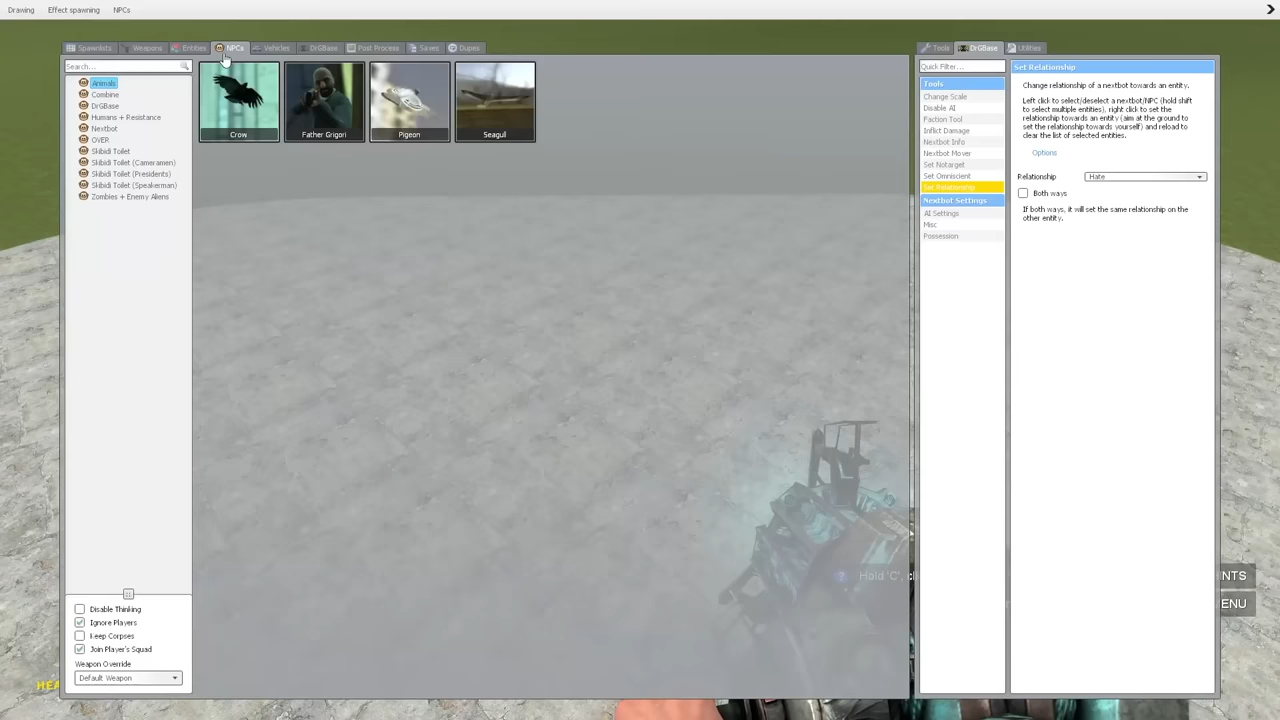 Drawing Effect spawning NPCs
Spawnlists Weapons Entities NPCs Vehicles DrGBase Post Process Saves Dupes
Search...
Animals
Combine
DrGBase
Humans + Resistance
Nextbot
OVER
Skibidi Toilet
Skibidi Toilet (Cameramen)
Skibidi Toilet (Presidents)
Skibidi Toilet (Speakerman)
Zombies + Enemy Aliens
Crow Father Grigori Pigeon Seagull
Disable Thinking
Ignore Players
Keep Corpses
Join Player's Squad
Weapon Override
Default Weapon
Tools DrGBase Utilities
Quick Filter...
Tools
Change Scale
Disable AI
Faction Tool
Inflict Damage
Nextbot Info
Nextbot Mover
Set Notarget
Set Omniscient
Set Relationship
Nextbot Settings
AI Settings
Misc
Possession
Set Relationship
Change relationship of a nextbot towards an entity.
Left click to select/deselect a nextbot/NPC (hold shift
to select multiple entities), right click to set the
relationship towards an entity (aim at the ground to
set the relationship towards yourself) and reload to
clear the list of selected entities.
Options
Relationship Hate
Both ways
If both ways, it will set the same relationship on the
other entity.
Hold 'C', cl
NTS
ENU
HEA